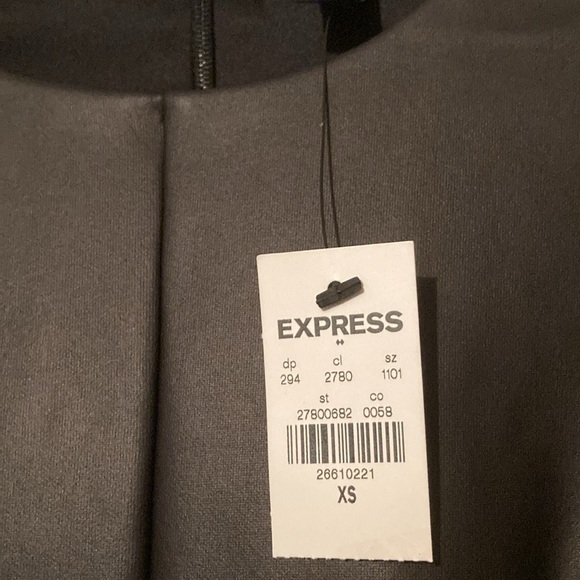 EXPRESS
dp cl sz
294 2780 1101
st co
27800682 0058
26610221
XS